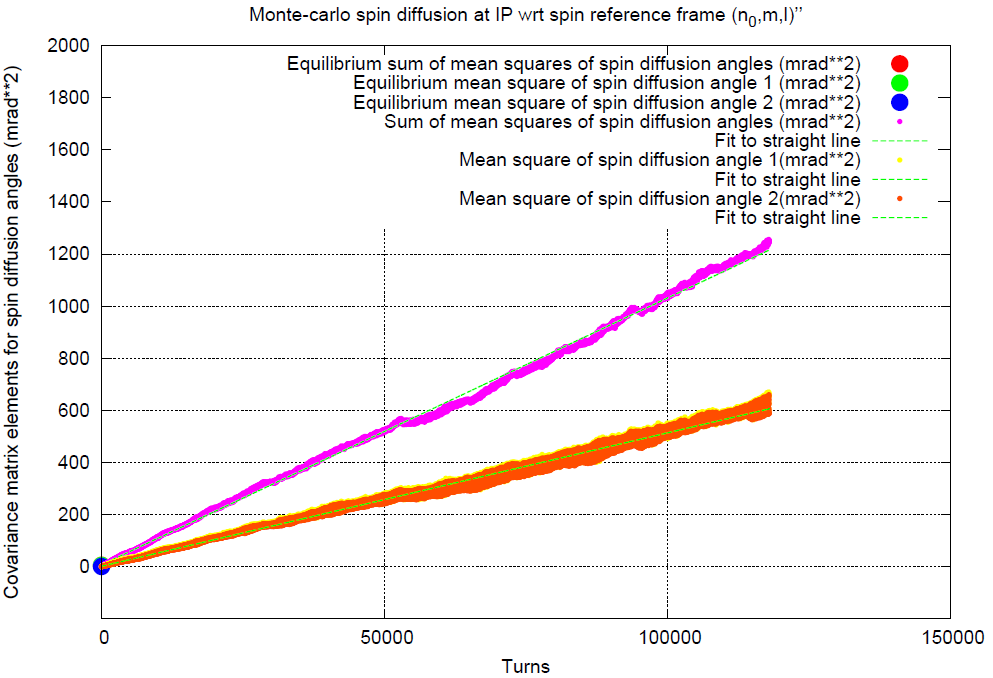 Monte-carlo spin diffusion at IP wrt spin reference frame (n0,m,l)”
Covariance matrix elements for spin diffusion angles (mrad**2)
2000
1800
1600
1400
1200
1000
800
600
400
200
0
Equilibrium sum of mean squares of spin diffusion angles (mrad**2)
Equilibrium mean square of spin diffusion angle 1 (mrad**2)
Equilibrium mean square of spin diffusion angle 2 (mrad**2)
Sum of mean squares of spin diffusion angles (mrad**2)
Fit to straight line
Mean square of spin diffusion angle 1(mrad**2)
Fit to straight line
Mean square of spin diffusion angle 2(mrad**2)
Fit to straight line
0 50000 100000 150000
Turns